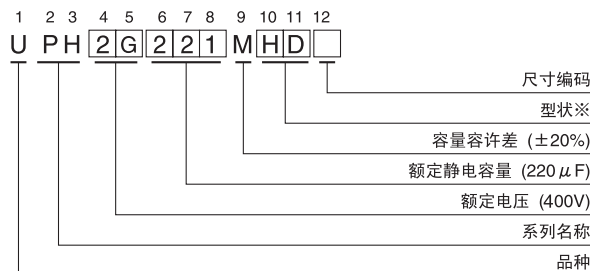 1 2 3 4 5 6 7 8 9 10 11 12
U P H 2 G 2 2 1 M H D
尺寸编码
型状※
容量容许差 (±20%)
额定静电容量 (220μF)
额定电压 (400V)
系列名称
品种